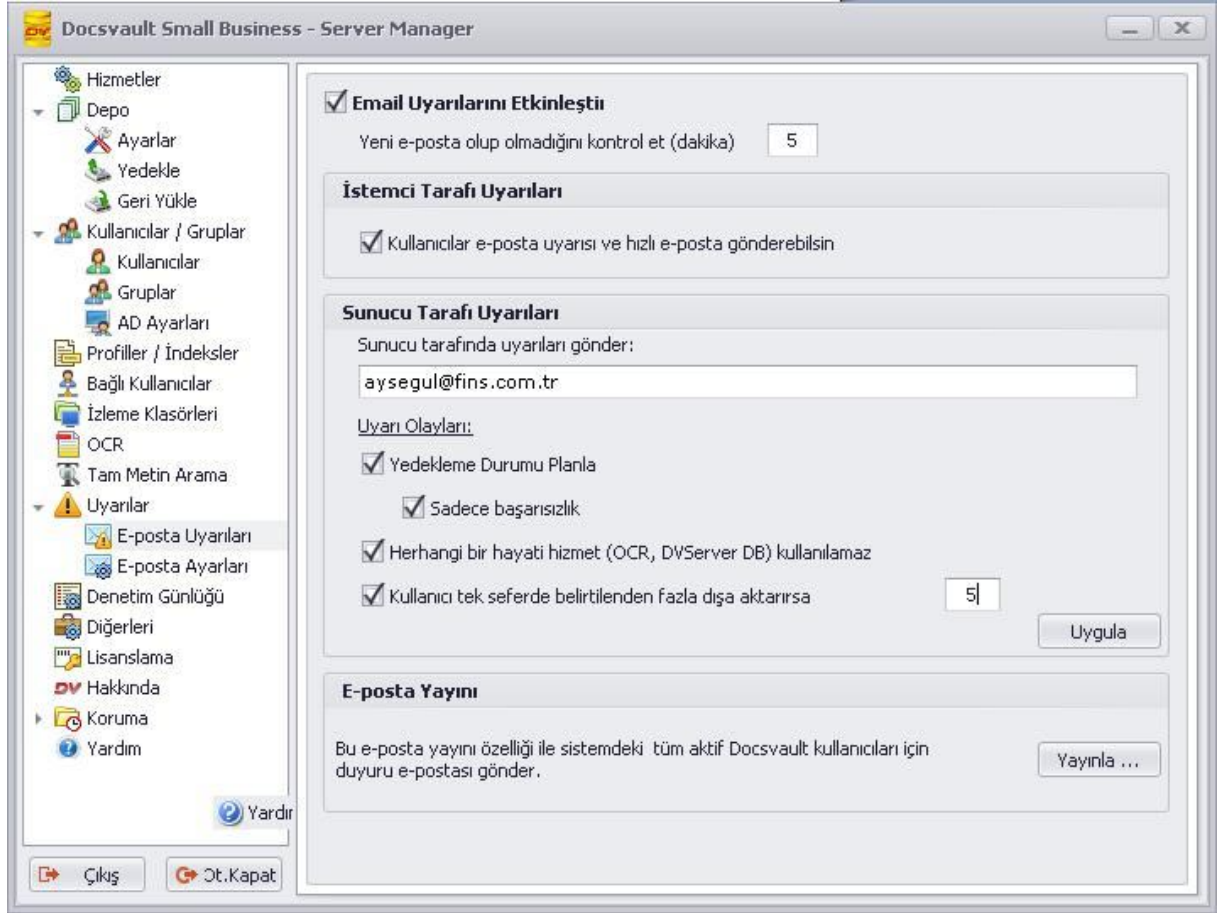 Docsvault Small Business - Server Manager
Hizmetler
Depo
Ayarlar
Yedekle
Geri Yükle
Kullanıcılar / Gruplar
Kullanıcılar
Gruplar
AD Ayarları
Profiller / İndeksler
Bağlı Kullanıcılar
İzleme Klasörleri
OCR
Tam Metin Arama
Uyarılar
E-posta Uyarıları
E-posta Ayarları
Denetim Günlüğü
Diğerleri
Lisanslama
DV Hakkında
Koruma
Yardım
Yardır
Çıkış
Ot.Kapat
Email Uyarılarını Etkinleştiı
Yeni e-posta olup olmadığını kontrol et (dakika) 5
İstemci Tarafı Uyarıları
Kullanıcılar e-posta uyarısı ve hızlı e-posta gönderebilsin
Sunucu Tarafı Uyarıları
Sunucu tarafında uyarıları gönder:
aysegul@fins.com.tr
Uyarı Olayları:
Yedekleme Durumu Planla
Sadece başarısızlık
Herhangi bir hayati hizmet (OCR, DVServer DB) kullanılamaz
Kullanıcı tek seferde belirtilenden fazla dışa aktarırsa 5
Uygula
E-posta Yayını
Bu e-posta yayını özelliği ile sistemdeki tüm aktif Docsvault kullanıcıları için
duyuru e-postası gönder.
Yayınla ...